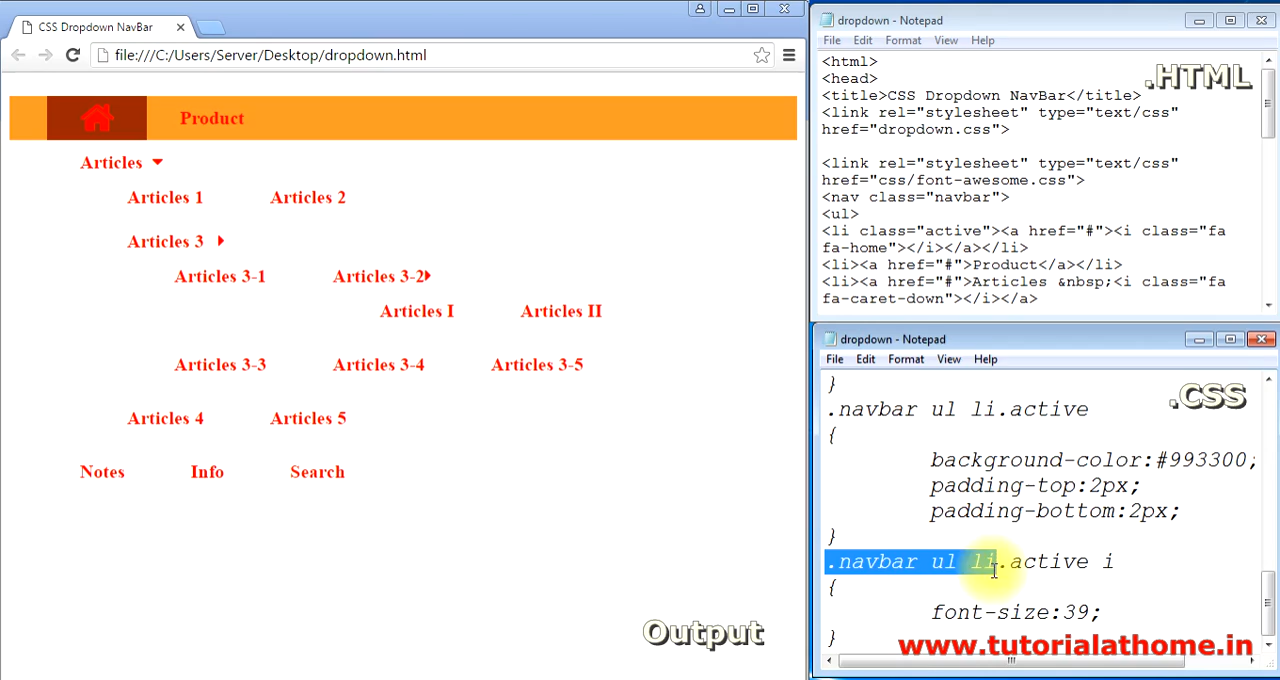 CSS Dropdown NavBar
file:///C:/Users/Server/Desktop/dropdown.html
Product
Articles
Articles 1 Articles 2
Articles 3
Articles 3-1 Articles 3-2
Articles I Articles II
Articles 3-3 Articles 3-4 Articles 3-5
Articles 4 Articles 5
Notes Info Search
Output
dropdown - Notepad
File Edit Format View Help
.HTML
<html>
<head>
<title>CSS Dropdown NavBar</title>
<link rel="stylesheet" type="text/css"
href="dropdown.css">
<link rel="stylesheet" type="text/css"
href="css/font-awesome.css">
<nav class="navbar">
<ul>
<li class="active"><a href="#"><i class="fa
fa-home"></i></a></li>
<li><a href="#">Product</a></li>
<li><a href="#">Articles &nbsp;<i class="fa
fa-caret-down"></i></a>
dropdown - Notepad
File Edit Format View Help
.CSS
}
.navbar ul li.active
{
background-color:#993300;
padding-top:2px;
padding-bottom:2px;
}
.navbar ul li.active i
{
font-size:39;
}
www.tutorialathome.in